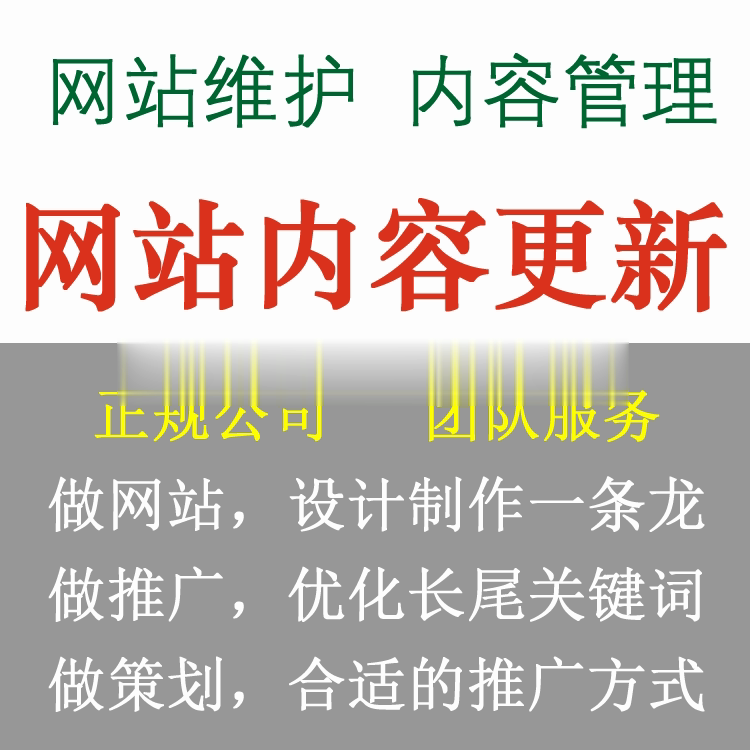 网站维护 内容管理
网站内容更新
正规公司 团队服务
做网站，设计制作一条龙
做推广，优化长尾关键词
做策划，合适的推广方式